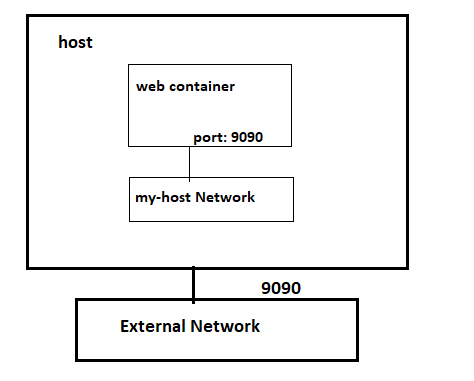 host
web container
port: 9090
my-host Network
9090
External Network